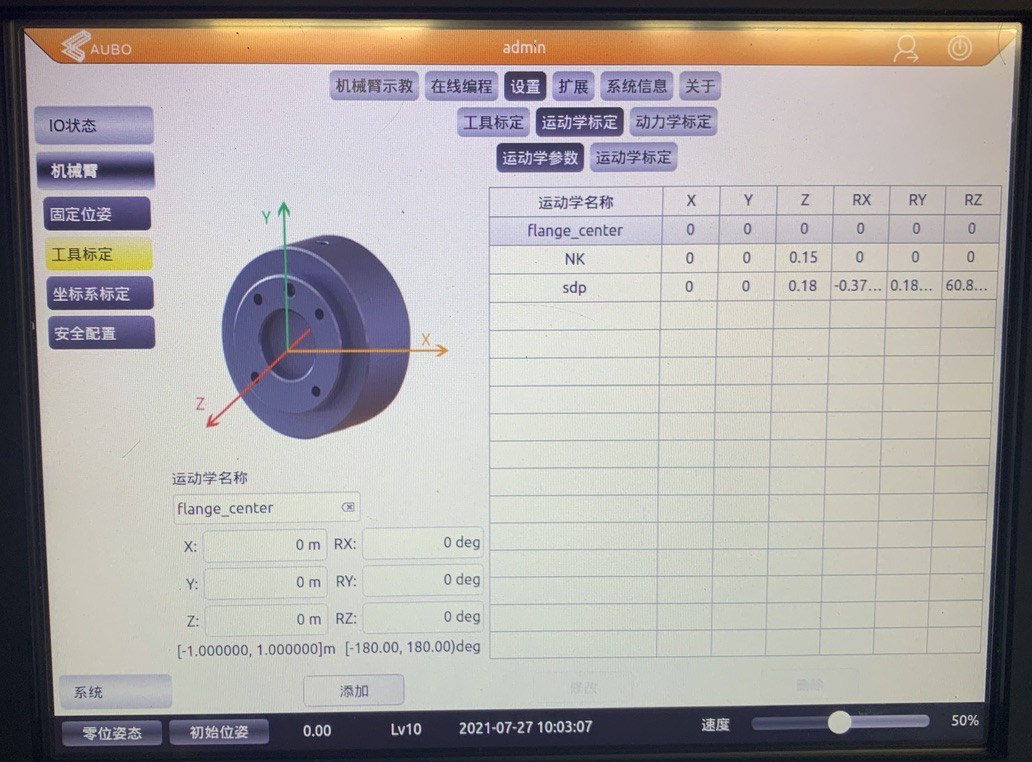 AUBO
admin
机械臂示教 在线编程 设置 扩展 系统信息 关于
工具标定 运动学标定 动力学标定
运动学参数 运动学标定
IO状态
机械臂
固定位姿
工具标定
坐标系标定
安全配置
Y
X
Z
运动学名称 X Y Z RX RY RZ
flange_center 0 0 0 0 0 0
NK 0 0 0.15 0 0 0
sdp 0 0 0.18 -0.37... 0.18... 60.8...
运动学名称
flange_center
X: 0 m RX: 0 deg
Y: 0 m RY: 0 deg
Z: 0 m RZ: 0 deg
[-1.000000, 1.000000]m [-180.00, 180.00)deg
系统 添加 修改 删除
零位姿态 初始位姿 0.00 Lv10 2021-07-27 10:03:07 速度 50%